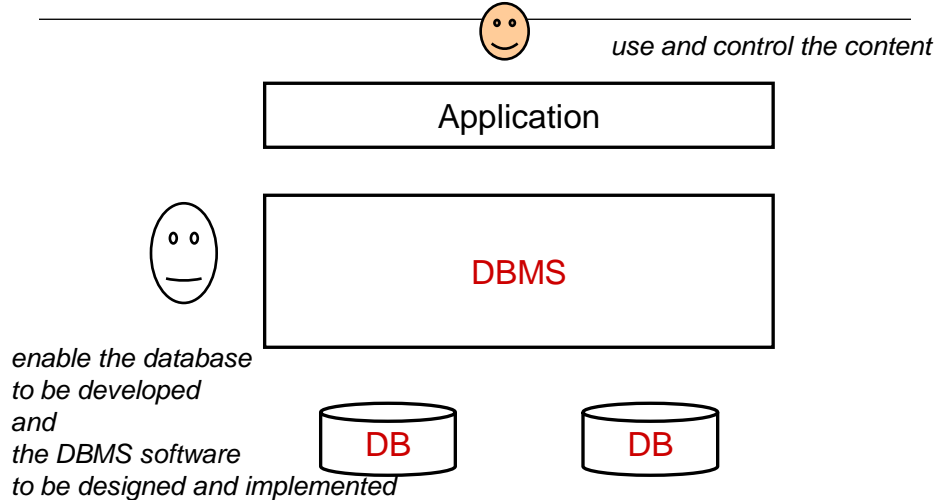 use and control the content
Application
DBMS
enable the database
to be developed
and
the DBMS software
to be designed and implemented
DB
DB